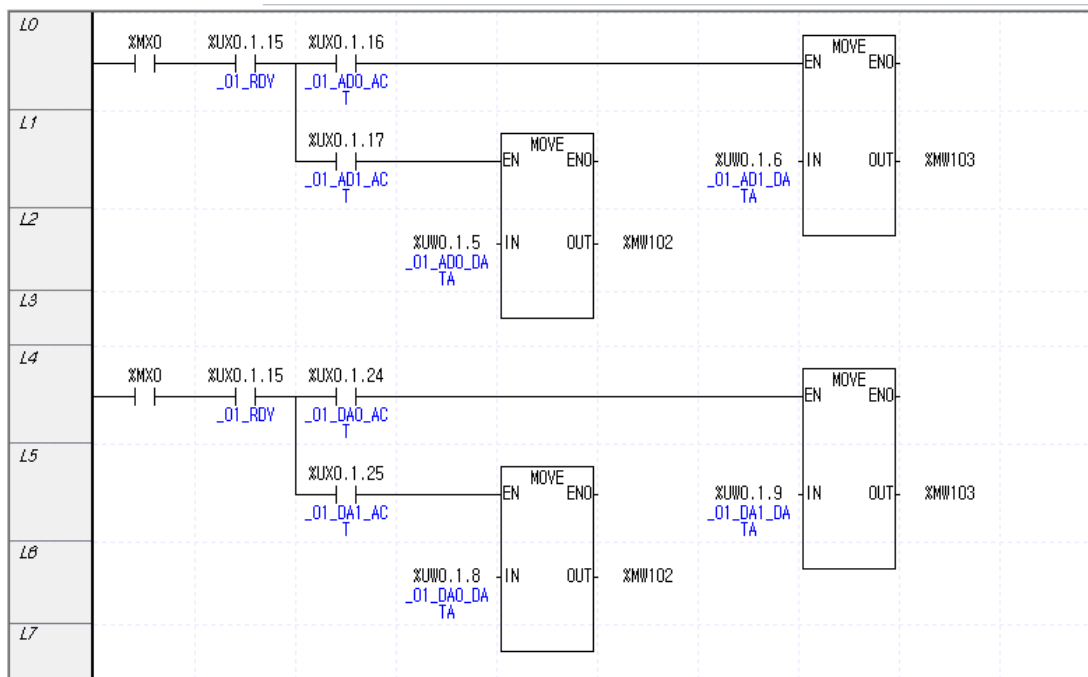 L0
%MX0 %UX0.1.15 %UX0.1.16
MOVE
EN ENO
_01_RDY _01_AD0_AC
T
L1
%UX0.1.17
MOVE
EN ENO
%UW0.1.6 IN OUT %MW103
_01_AD1_AC
T
_01_AD1_DA
TA
L2
%UW0.1.5 IN OUT %MW102
_01_AD0_DA
TA
L3
L4
%MX0 %UX0.1.15 %UX0.1.24
MOVE
EN ENO
_01_RDY _01_DA0_AC
T
L5
%UX0.1.25
MOVE
EN ENO
%UW0.1.9 IN OUT %MW103
_01_DA1_AC
T
_01_DA1_DA
TA
L6
%UW0.1.8 IN OUT %MW102
_01_DA0_DA
TA
L7